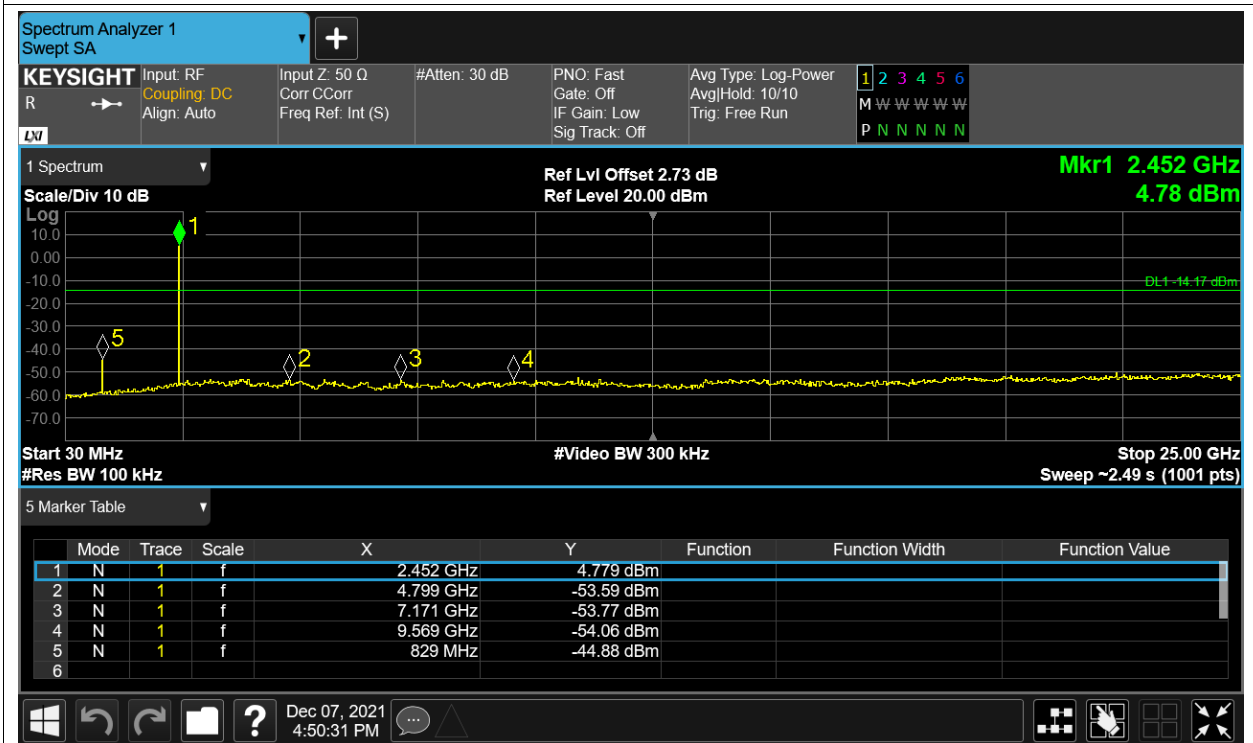 Spectrum Analyzer 1
Swept SA
KEYSIGHT
R
LXI
Input: RF
Coupling: DC
Align: Auto
Input Z: 50 Ω
Corr CCorr
Freq Ref: Int (S)
#Atten: 30 dB
PNO: Fast
Gate: Off
IF Gain: Low
Sig Track: Off
Avg Type: Log-Power
Avg|Hold: 10/10
Trig: Free Run
1 2 3 4 5 6
M W W W W W
P N N N N N
1 Spectrum
Scale/Div 10 dB
Ref Lvl Offset 2.73 dB
Ref Level 20.00 dBm
Mkr1 2.452 GHz
4.78 dBm
Log
10.0
0.00
-10.0
-20.0
-30.0
-40.0
-50.0
-60.0
-70.0
1
DL1 -14.17 dBm
5
2
3
4
Start 30 MHz
#Res BW 100 kHz
#Video BW 300 kHz
Stop 25.00 GHz
Sweep ~2.49 s (1001 pts)
5 Marker Table
Mode Trace Scale X Y Function Function Width Function Value
1 N 1 f 2.452 GHz 4.779 dBm
2 N 1 f 4.799 GHz -53.59 dBm
3 N 1 f 7.171 GHz -53.77 dBm
4 N 1 f 9.569 GHz -54.06 dBm
5 N 1 f 829 MHz -44.88 dBm
6
?
Dec 07, 2021
4:50:31 PM